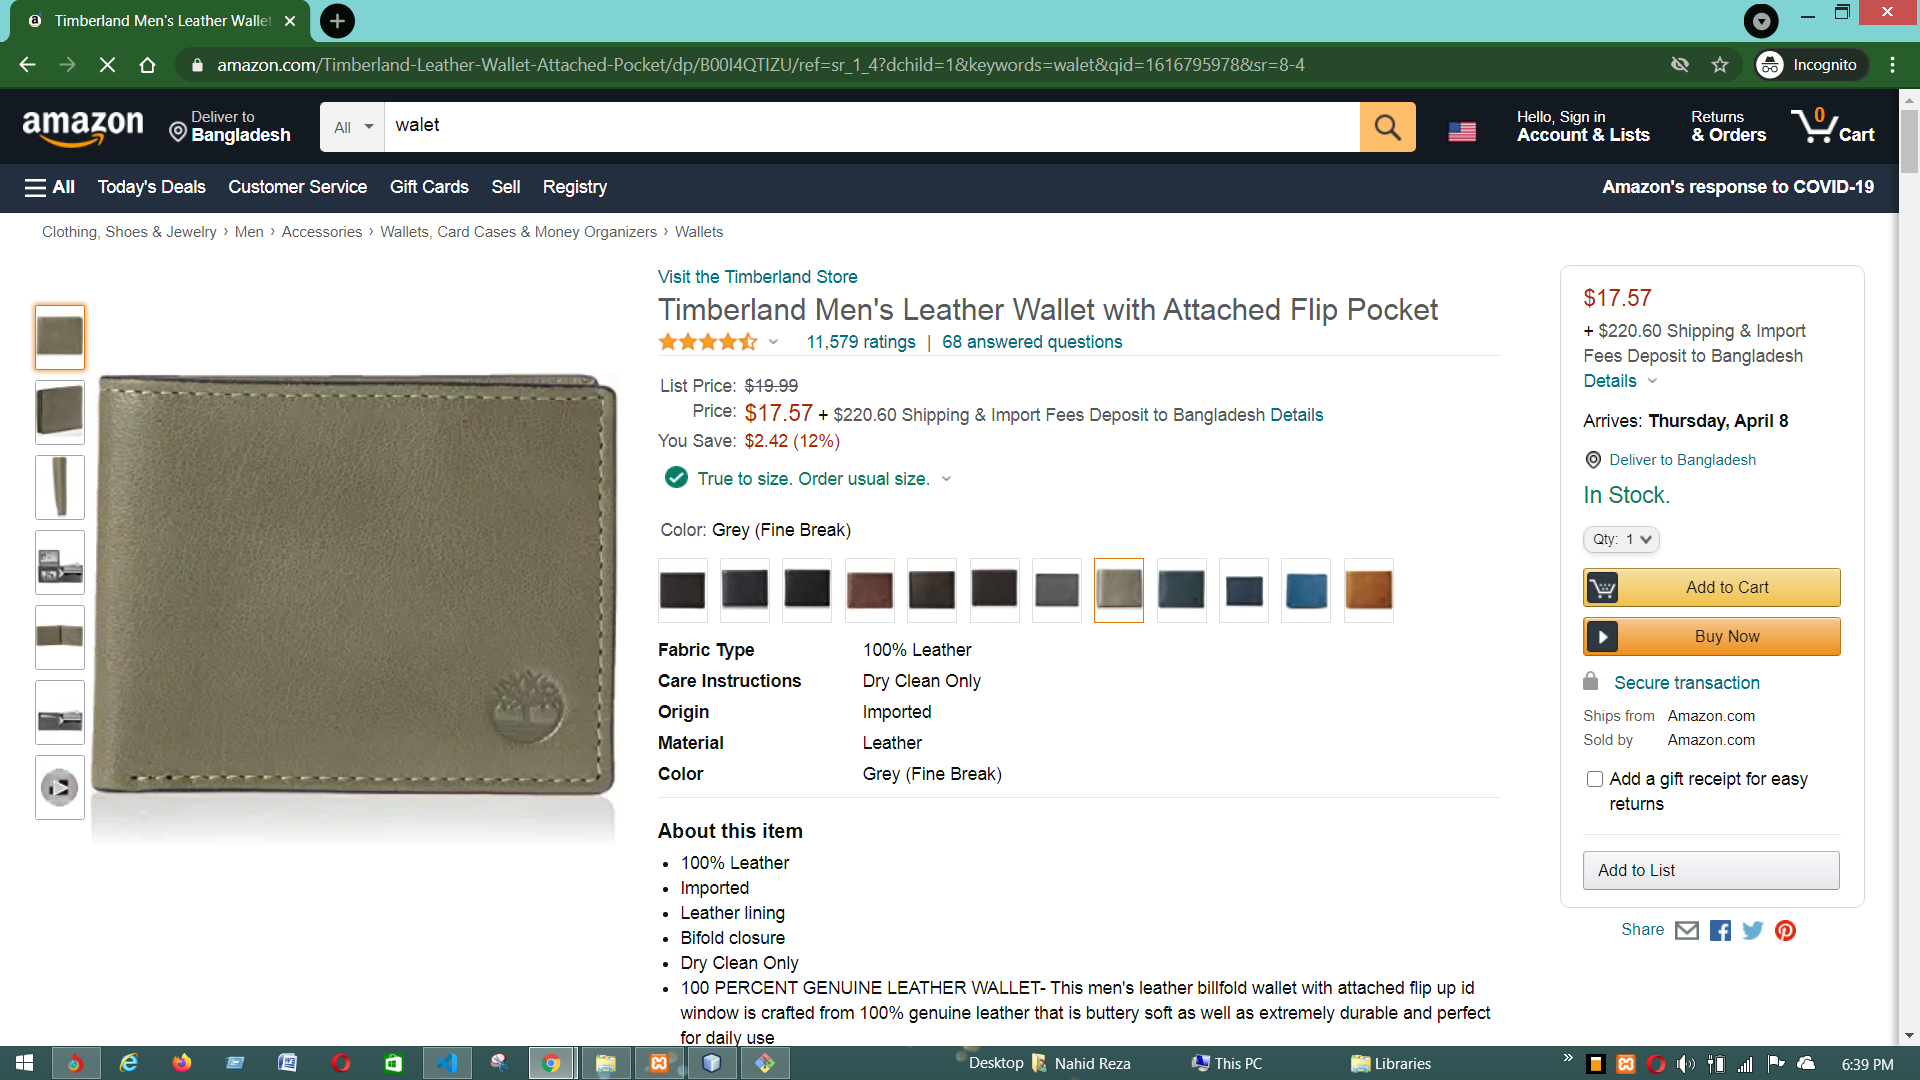 Timberland Men's Leather Wallet
amazon.com/Timberland-Leather-Wallet-Attached-Pocket/dp/B00I4QTIZU/ref=sr_1_4?dchild=1&keywords=walet&qid=1616795978&sr=8-4
Incognito
amazon
Deliver to
Bangladesh
All
walet
Hello, Sign in
Account & Lists
Returns
& Orders
0
Cart
All
Today's Deals
Customer Service
Gift Cards
Sell
Registry
Amazon's response to COVID-19
Clothing, Shoes & Jewelry › Men › Accessories › Wallets, Card Cases & Money Organizers › Wallets
Visit the Timberland Store
Timberland Men's Leather Wallet with Attached Flip Pocket
11,579 ratings | 68 answered questions
List Price: $19.99
Price: $17.57 + $220.60 Shipping & Import Fees Deposit to Bangladesh Details
You Save: $2.42 (12%)
True to size. Order usual size.
Color: Grey (Fine Break)
Fabric Type 100% Leather
Care Instructions Dry Clean Only
Origin Imported
Material Leather
Color Grey (Fine Break)
About this item
• 100% Leather
• Imported
• Leather lining
• Bifold closure
• Dry Clean Only
• 100 PERCENT GENUINE LEATHER WALLET- This men's leather billfold wallet with attached flip up id
window is crafted from 100% genuine leather that is buttery soft as well as extremely durable and perfect
for daily use
$17.57
+ $220.60 Shipping & Import
Fees Deposit to Bangladesh
Details
Arrives: Thursday, April 8
Deliver to Bangladesh
In Stock.
Qty: 1
Add to Cart
Buy Now
Secure transaction
Ships from Amazon.com
Sold by Amazon.com
Add a gift receipt for easy
returns
Add to List
Share
Desktop
Nahid Reza
This PC
Libraries
6:39 PM